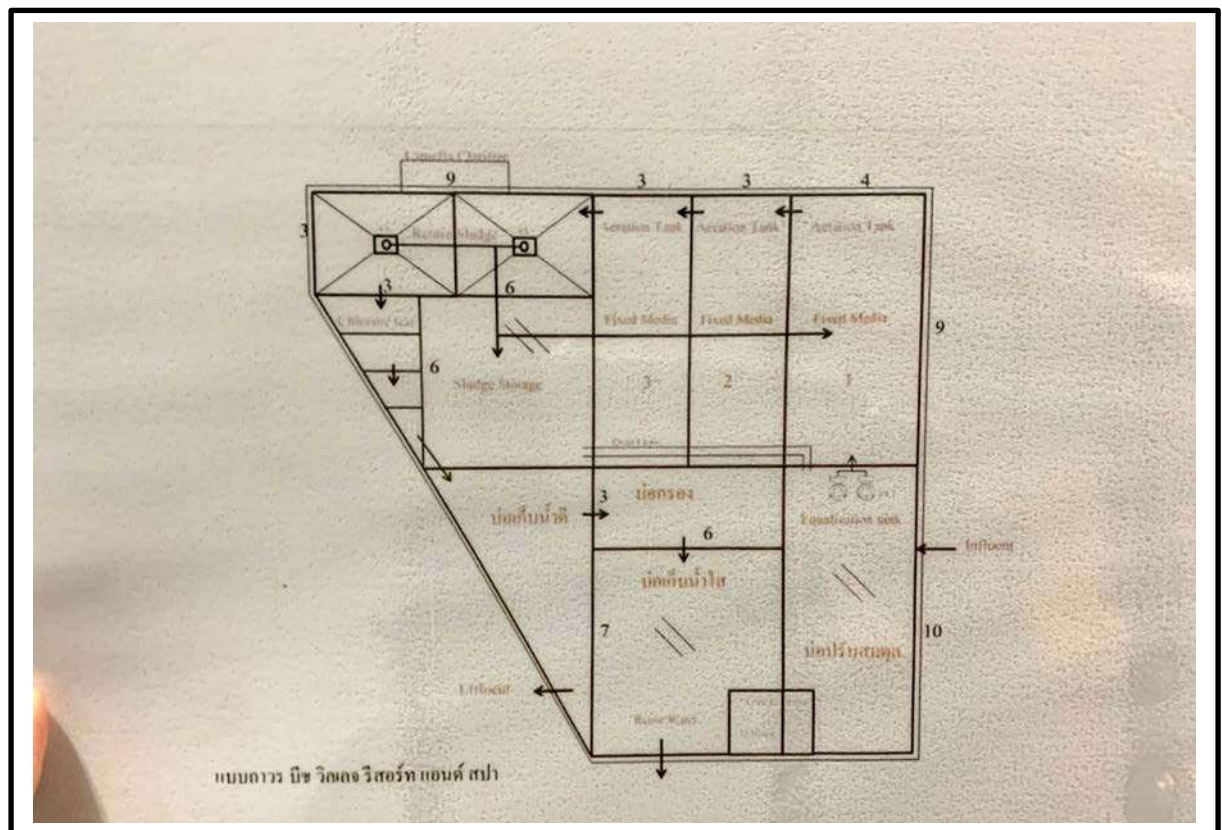 Lamella Clarifier
9
3
3
4
3
Return Sludge
Aeration Tank
Aeration Tank
Aeration Tank
3
6
Fixed Media
Fixed Media
Fixed Media
9
6
Sludge Storage
3
2
1
3
บ่อกรอง
บ่อเก็บน้ำดี
Equalization tank
6
Influent
บ่อเก็บน้ำใส
7
10
บ่อปรับสมดุล
Effluent
Reuse Water
แบบถาวร บีช วิลเลจ รีสอร์ท แอนด์ สปา